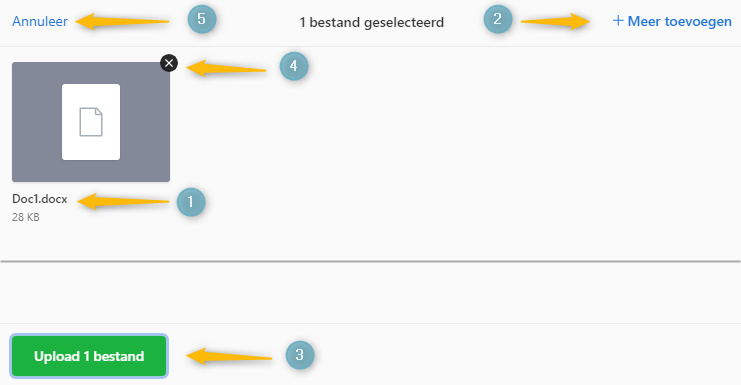 Annuleer
5
1 bestand geselecteerd
2
+ Meer toevoegen
4
Doc1.docx
1
28 KB
Upload 1 bestand
3